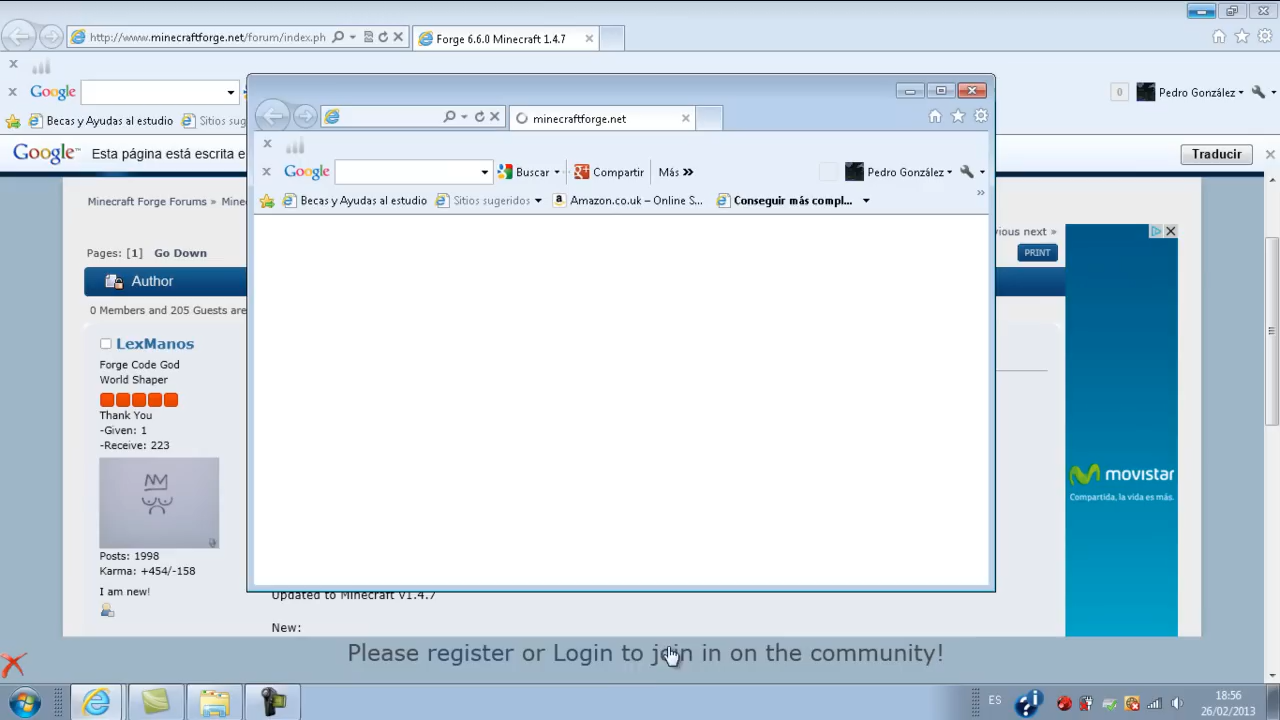 http://www.minecraftforge.net/forum/index.ph
Forge 6.6.0 Minecraft 1.4.7
Google
0
Pedro González
Becas y Ayudas al estudio
Sitios sug
Google™
Esta página está escrita e
Traducir
minecraftforge.net
Google
Buscar
Compartir
Más »
Pedro González
Becas y Ayudas al estudio
Sitios sugeridos
Amazon.co.uk – Online S...
Conseguir más compl...
Minecraft Forge Forums » Mine
ious next »
Pages: [1] Go Down
PRINT
Author
0 Members and 205 Guests are
LexManos
Forge Code God
World Shaper
Thank You
-Given: 1
-Receive: 223
Posts: 1998
Karma: +454/-158
I am new!
Updated to Minecraft v1.4.7
New:
movistar
Compartida, la vida es más.
Please register or Login to join in on the community!
ES
18:56
26/02/2013